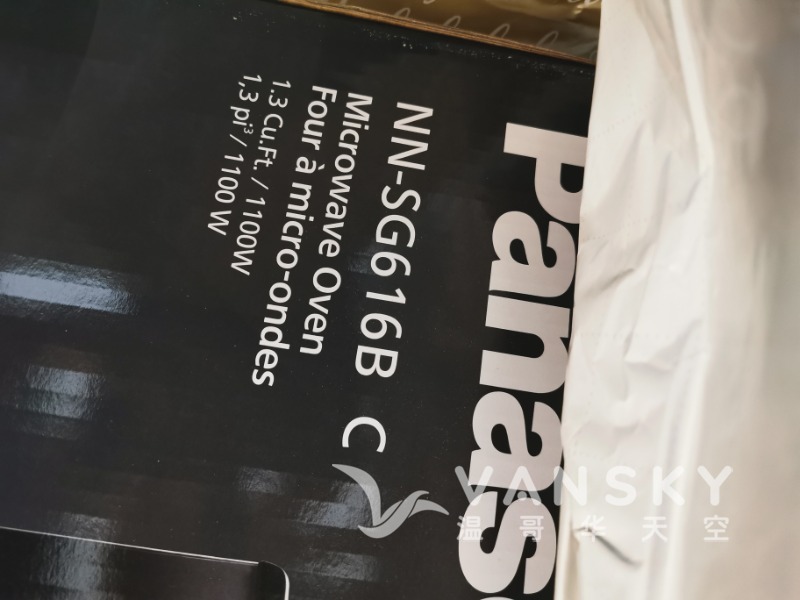 Panas
NN-SG616B C
Microwave Oven
Four à micro-ondes
1.3 Cu.Ft. / 1100W
1,3 pi³ / 1100 W
VANSKY
温哥华天空